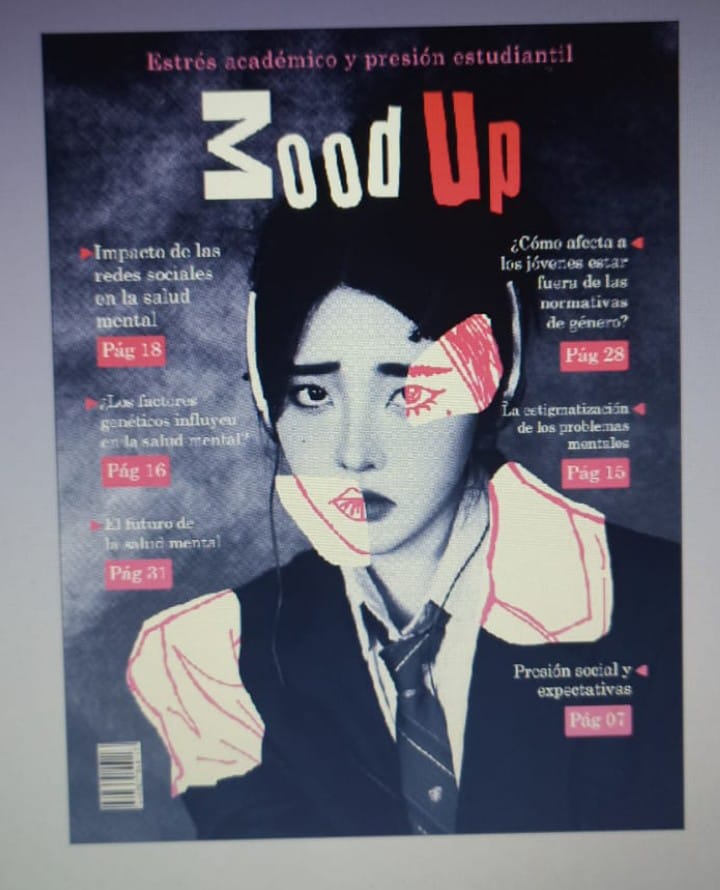 Estrés académico y presión estudiantil
Mood Up
Impacto de las
redes sociales
en la salud
mental
Pág 18
¿Los factores
genéticos influyen
en la salud mental?
Pág 16
El futuro de
la salud mental
Pág 31
¿Cómo afecta a
los jóvenes estar
fuera de las
normativas
de género?
Pág 28
La estigmatización
de los problemas
mentales
Pág 15
Presión social y
expectativas
Pág 07